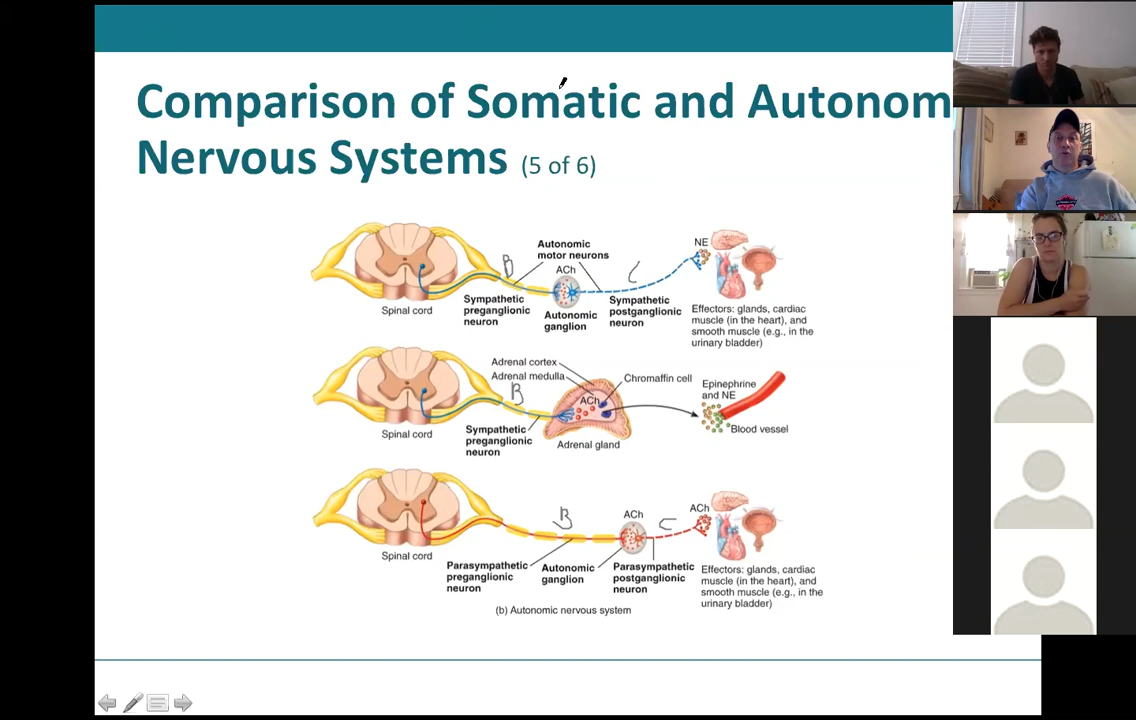 Comparison of Somatic and Autonom
Nervous Systems (5 of 6)
Autonomic
motor neurons
NE
B
ACh
C
Spinal cord
Sympathetic
preganglionic
neuron
Autonomic
ganglion
Sympathetic
postganglionic
neuron
Effectors: glands, cardiac
muscle (in the heart), and
smooth muscle (e.g., in the
urinary bladder)
Adrenal cortex
Adrenal medulla
Chromaffin cell
B
ACh
Epinephrine
and NE
Blood vessel
Spinal cord
Sympathetic
preganglionic
neuron
Adrenal gland
B
ACh
C
ACh
Spinal cord
Parasympathetic
preganglionic
neuron
Autonomic
ganglion
Parasympathetic
postganglionic
neuron
Effectors: glands, cardiac
muscle (in the heart), and
smooth muscle (e.g., in the
urinary bladder)
(b) Autonomic nervous system